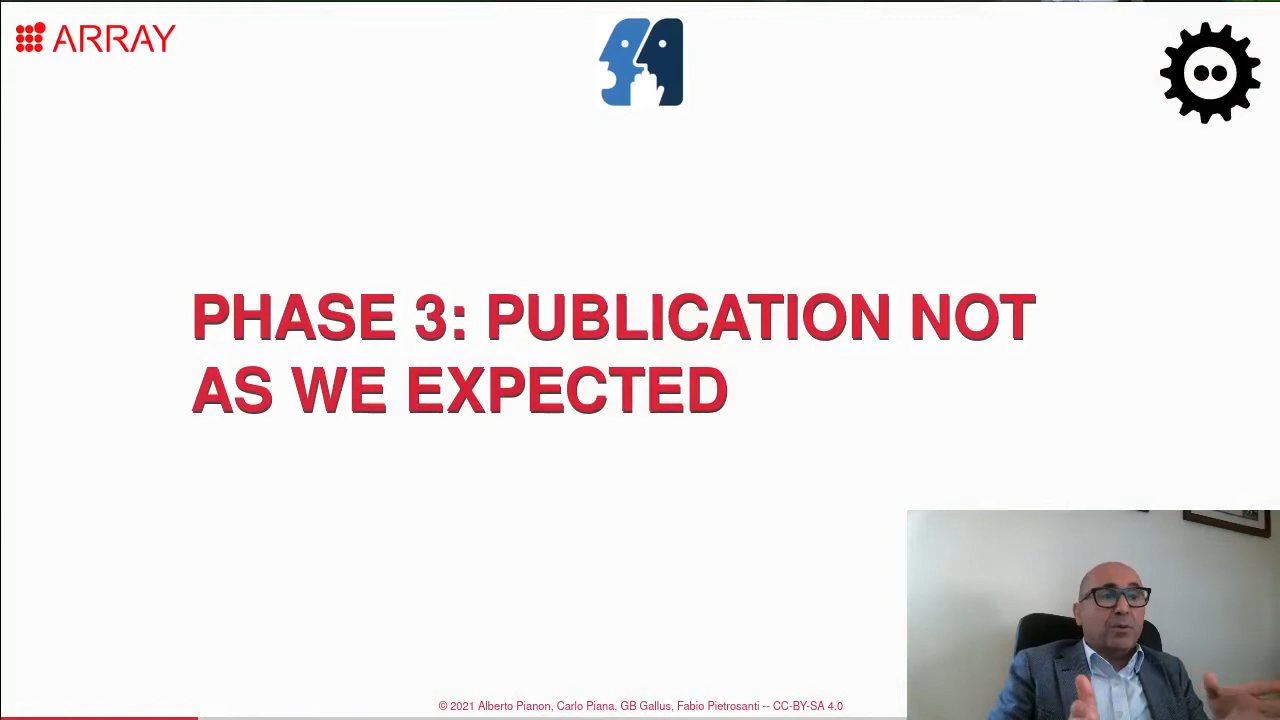 ARRAY
PHASE 3: PUBLICATION NOT
AS WE EXPECTED
© 2021 Alberto Pianon, Carlo Piana, GB Gallus, Fabio Pietrosanti -- CC-BY-SA 4.0